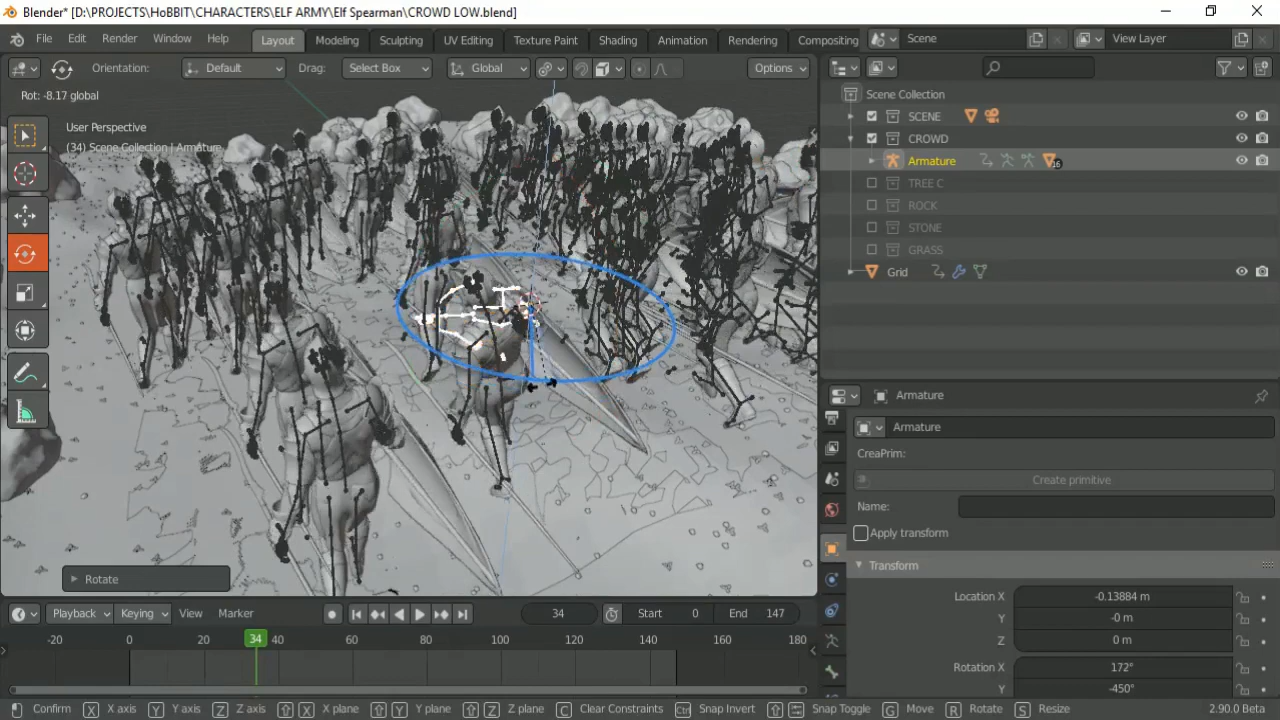 Blender* [D:\PROJECTS\HoBBIT\CHARACTERS\ELF ARMY\Elf Spearman\CROWD LOW.blend]
File Edit Render Window Help Layout Modeling Sculpting UV Editing Texture Paint Shading Animation Rendering Compositing Scene View Layer
Orientation: Default Drag: Select Box Global Options
Rot: -8.17 global
User Perspective
(34) Scene Collection | Armature
Scene Collection
SCENE
CROWD
Armature 16
TREE C
ROCK
STONE
GRASS
Grid
Armature
Armature
CreaPrim:
Create primitive
Name:
Apply transform
Transform
Location X -0.13884 m
Y -0 m
Z 0 m
Rotation X 172°
Y -450°
Rotate
Playback Keying View Marker 34 Start 0 End 147
-20 0 20 34 40 60 80 100 120 140 160 180
Confirm X X axis Y Y axis Z Z axis X X plane Y Y plane Z Z plane C Clear Constraints Ctrl Snap Invert Snap Toggle G Move R Rotate S Resize 2.90.0 Beta